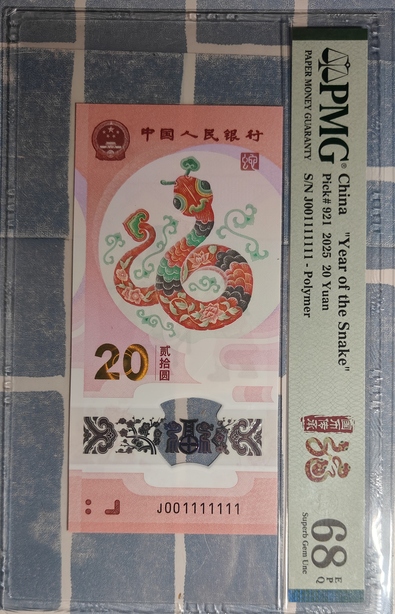 中国人民银行
20
贰拾圆
J001111111
PMG
PAPER MONEY GUARANTY
China "Year of the Snake"
Pick# 921 2025 20 Yuan
S/N J001111111 - Polymer
68
EPQ
Superb Gem Unc